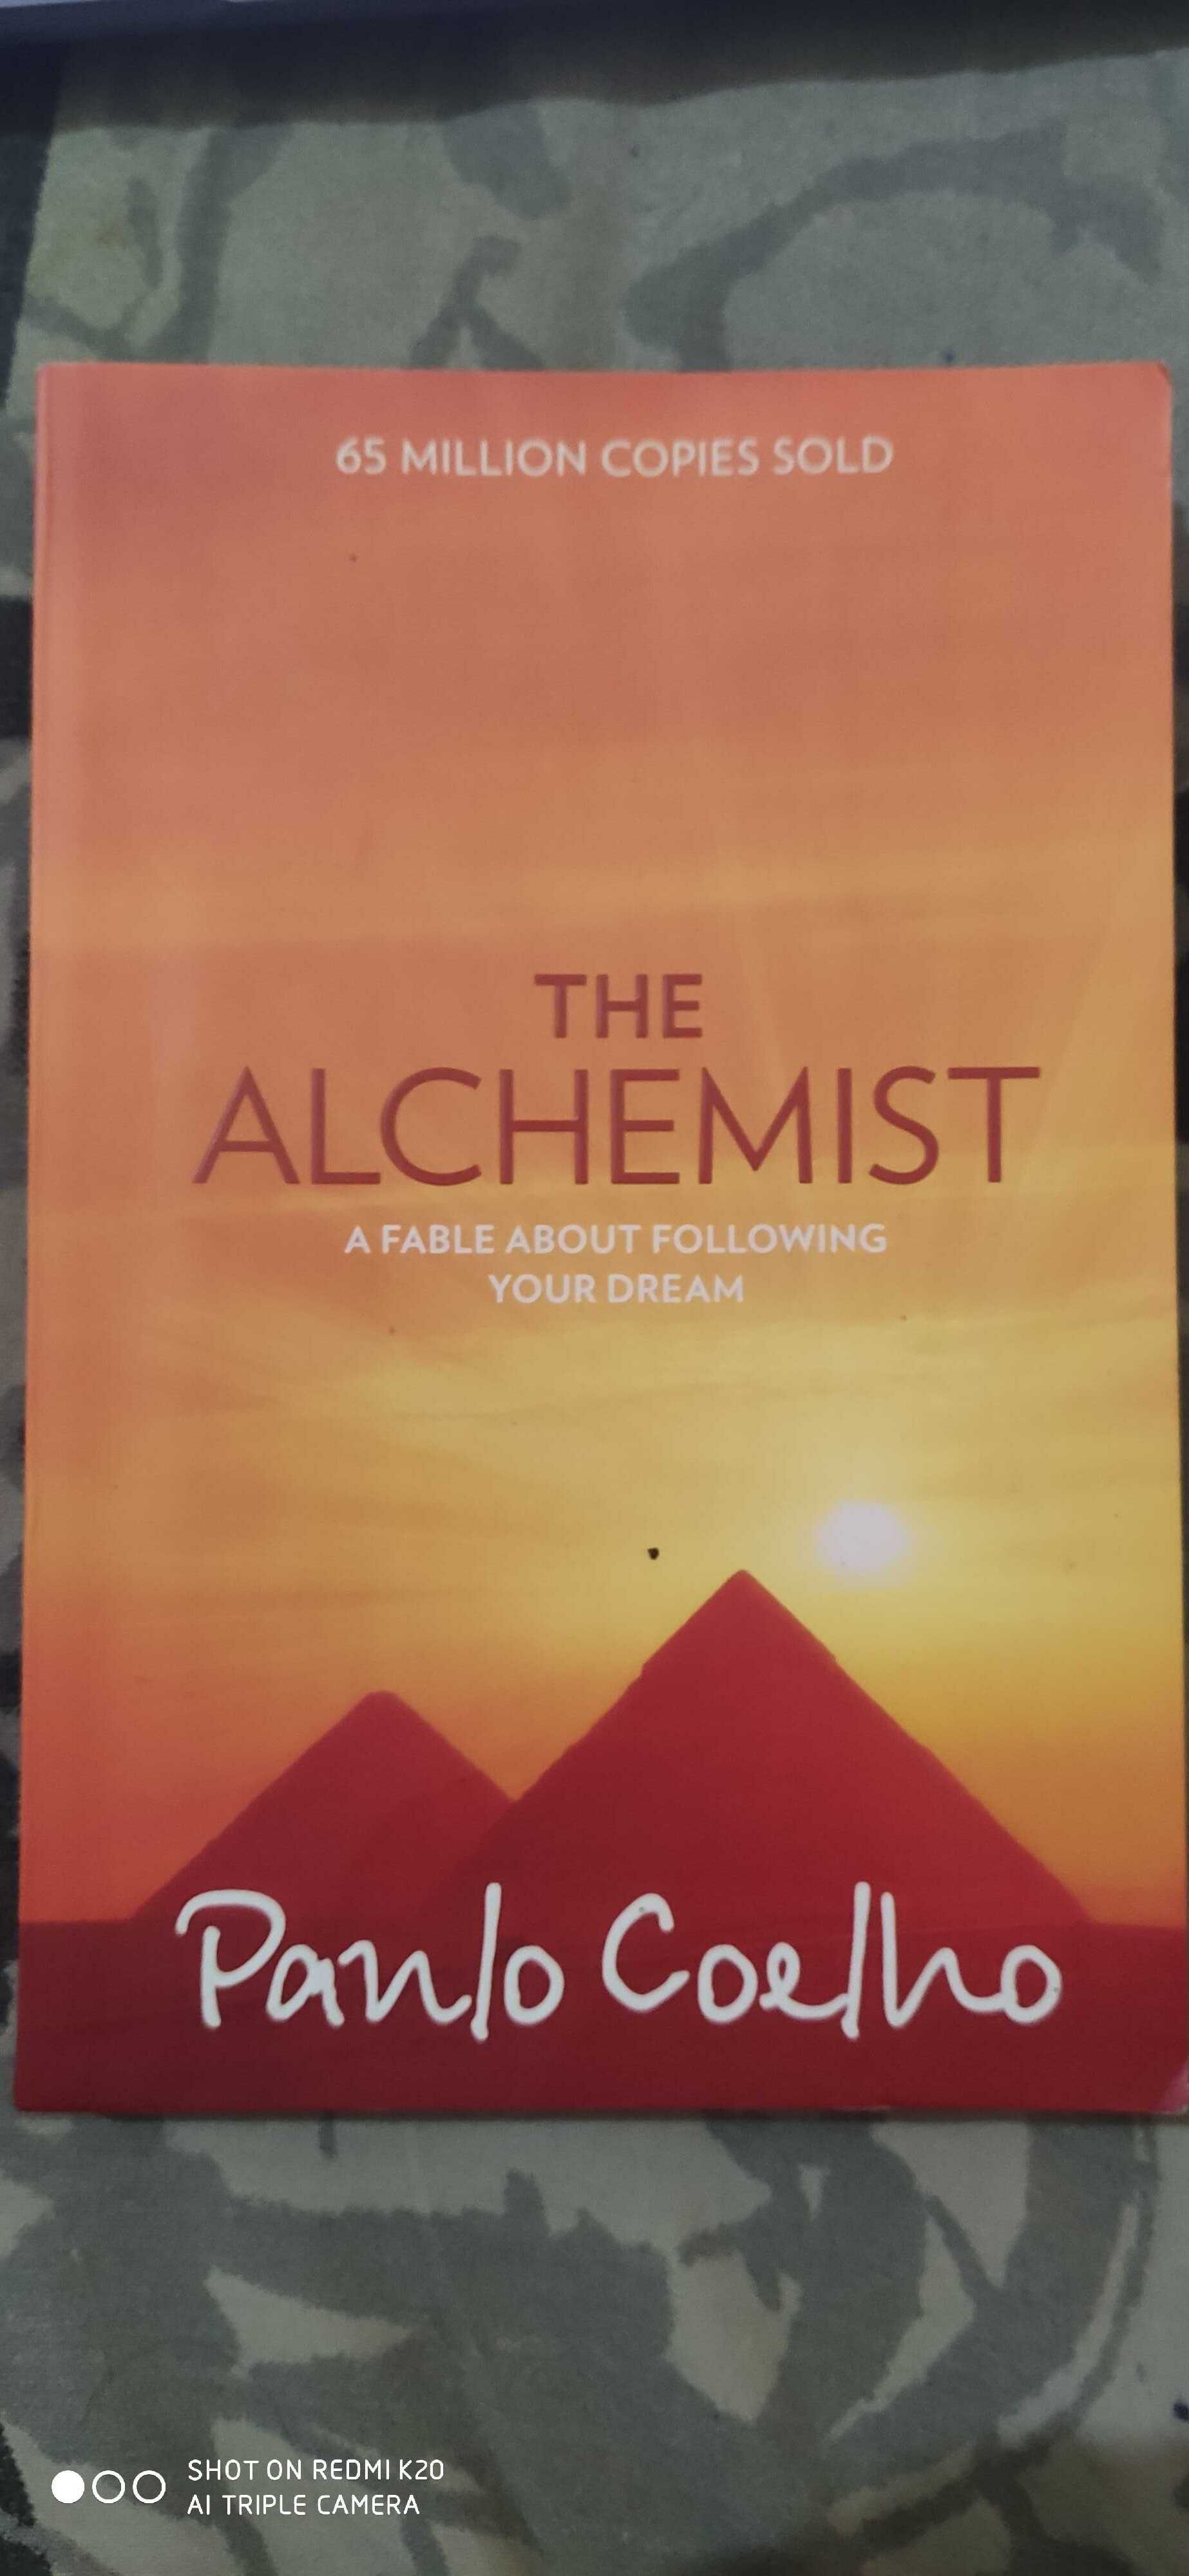 65 MILLION COPIES SOLD
THE
ALCHEMIST
A FABLE ABOUT FOLLOWING
YOUR DREAM
Paulo Coelho
SHOT ON REDMI K20
AI TRIPLE CAMERA